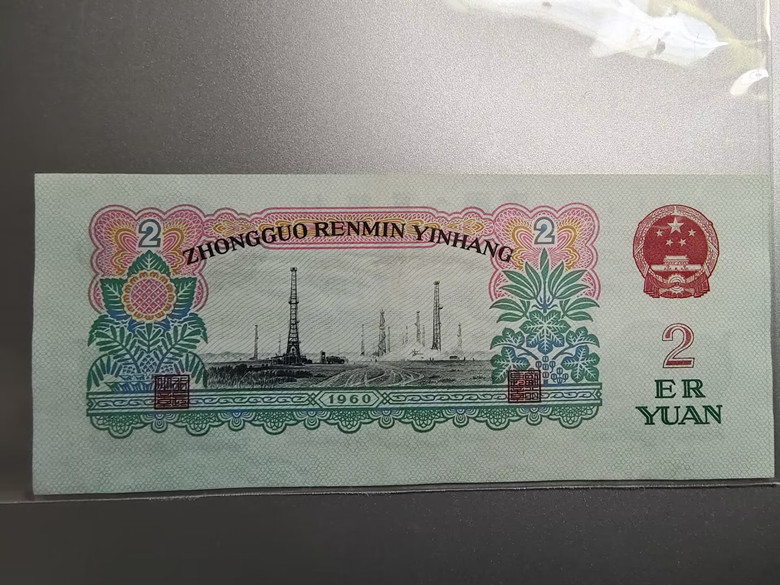 2
2
ZHONGGUO RENMIN YINHANG
1960
2
ER
YUAN